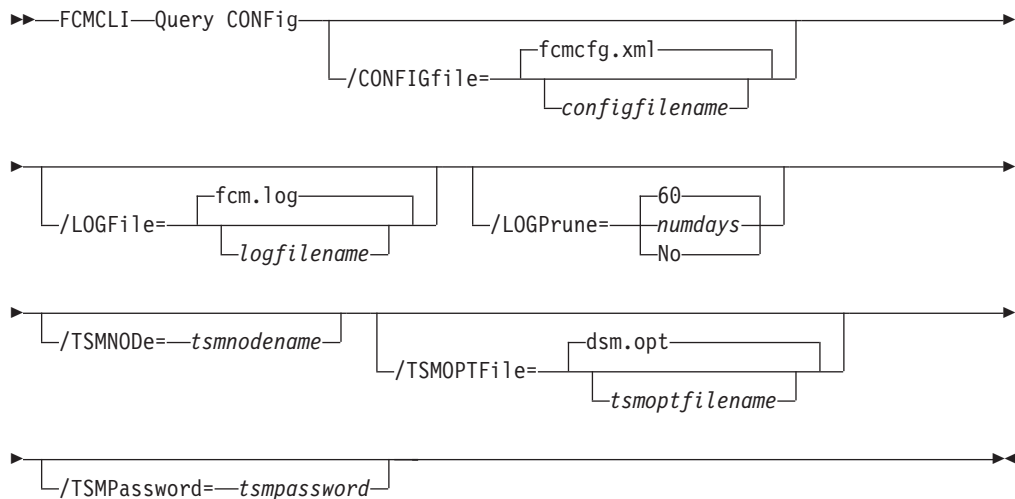 FCMCLI Query CONFig
/CONFIGfile=
fcmcfg.xml
configfilename
/LOGFile=
fcm.log
logfilename
/LOGPrune=
60
numdays
No
/TSMNODe= tsmnodename
/TSMOPTFile=
dsm.opt
tsmoptfilename
/TSMPassword= tsmpassword